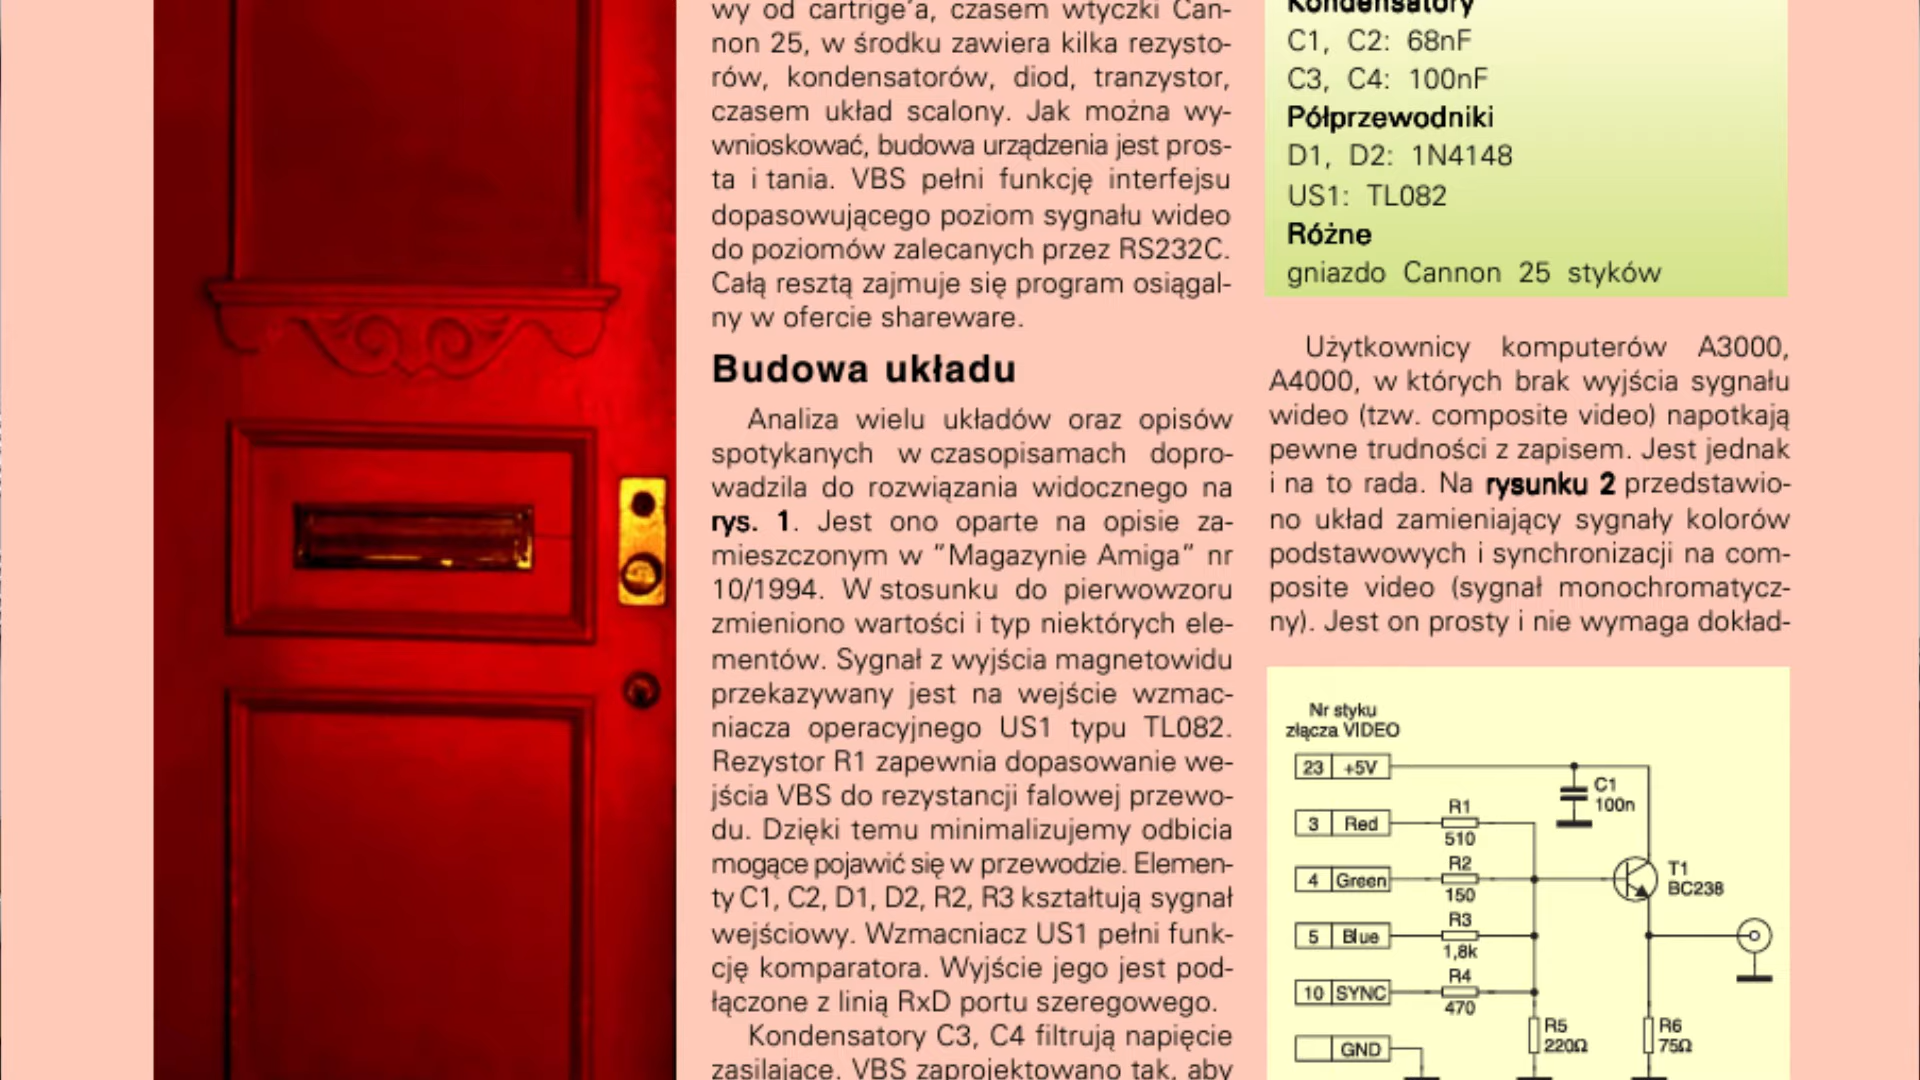 wy od cartrige'a, czasem wtyczki Can-
non 25, w środku zawiera kilka rezysto-
rów, kondensatorów, diod, tranzystor,
czasem układ scalony. Jak można wy-
wnioskować, budowa urządzenia jest pros-
ta i tania. VBS pełni funkcję interfejsu
dopasowującego poziom sygnału wideo
do poziomów zalecanych przez RS232C.
Całą resztą zajmuje się program osiągal-
ny w ofercie shareware.
Budowa układu
Analiza wielu układów oraz opisów
spotykanych w czasopisamach dopro-
wadzila do rozwiązania widocznego na
rys. 1. Jest ono oparte na opisie za-
mieszczonym w "Magazynie Amiga" nr
10/1994. W stosunku do pierwowzoru
zmieniono wartości i typ niektórych ele-
mentów. Sygnał z wyjścia magnetowidu
przekazywany jest na wejście wzmac-
niacza operacyjnego US1 typu TL082.
Rezystor R1 zapewnia dopasowanie we-
jścia VBS do rezystancji falowej przewo-
du. Dzięki temu minimalizujemy odbicia
mogące pojawić się w przewodzie. Elemen-
ty C1, C2, D1, D2, R2, R3 kształtują sygnał
wejściowy. Wzmacniacz US1 pełni funk-
cję komparatora. Wyjście jego jest pod-
łączone z linią RxD portu szeregowego.
Kondensatory C3, C4 filtrują napięcie
zasilające. VBS zaprojektowano tak, aby
Kondensatory
C1, C2: 68nF
C3, C4: 100nF
Półprzewodniki
D1, D2: 1N4148
US1: TL082
Różne
gniazdo Cannon 25 styków
Użytkownicy komputerów A3000,
A4000, w których brak wyjścia sygnału
wideo (tzw. composite video) napotkają
pewne trudności z zapisem. Jest jednak
i na to rada. Na rysunku 2 przedstawio-
no układ zamieniający sygnały kolorów
podstawowych i synchronizacji na com-
posite video (sygnał monochromatycz-
ny). Jest on prosty i nie wymaga dokład-
Nr styku
złącza VIDEO
23 +5V
C1
100n
3 Red
R1
510
4 Green
R2
150
T1
BC238
5 Blue
R3
1,8k
10 SYNC
R4
470
GND
R5
220Ω
R6
75Ω